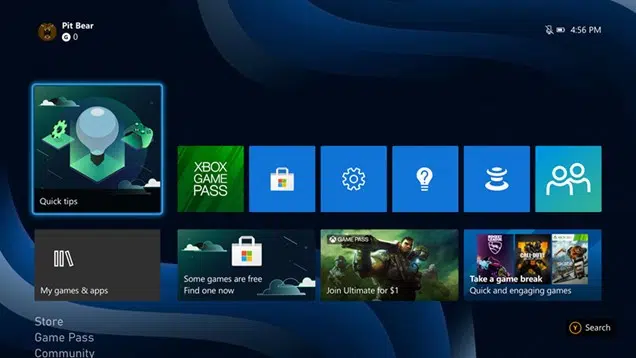 Pit Bear
G 0
4:56 PM
Quick tips
XBOX
GAME
PASS
My games & apps
Some games are free
Find one now
GAME PASS
Join Ultimate for $1
Take a game break
Quick and engaging games
Store
Game Pass
Community
Y Search